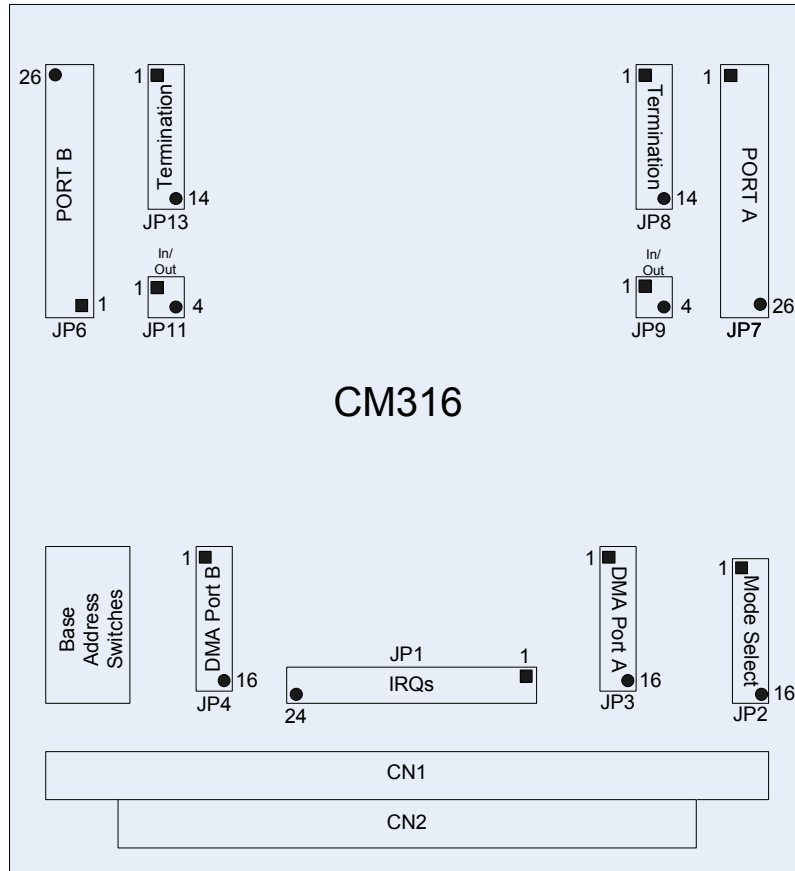 26
PORT B
1
JP6
1
Termination
14
JP13
In/
Out
1
4
JP11
1
Termination
14
JP8
In/
Out
1
4
JP9
1
PORT A
26
JP7
CM316
Base
Address
Switches
1
DMA Port B
16
JP4
JP1
1
IRQs
24
1
DMA Port A
16
JP3
1
Mode Select
16
JP2
CN1
CN2